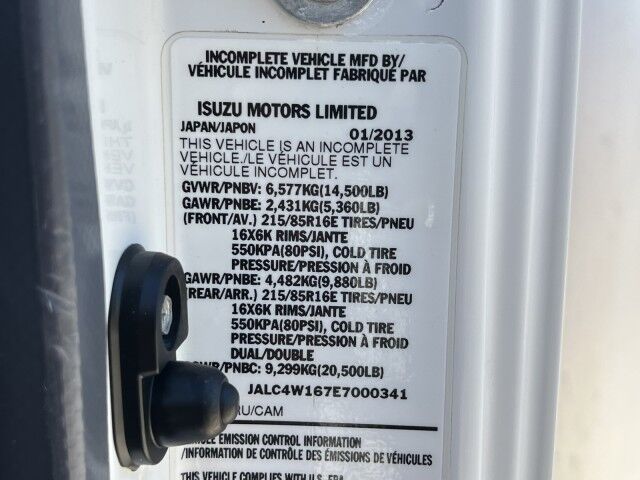 INCOMPLETE VEHICLE MFD BY/
VÉHICULE INCOMPLET FABRIQUÉ PAR
ISUZU MOTORS LIMITED
JAPAN/JAPON 01/2013
THIS VEHICLE IS AN INCOMPLETE
VEHICLE./LE VÉHICULE EST UN
VÉHICULE INCOMPLET.
GVWR/PNBV: 6,577KG(14,500LB)
GAWR/PNBE: 2,431KG(5,360LB)
(FRONT/AV.) 215/85R16E TIRES/PNEU
16X6K RIMS/JANTE
550KPA(80PSI), COLD TIRE
PRESSURE/PRESSION À FROID
GAWR/PNBE: 4,482KG(9,880LB)
(REAR/ARR.) 215/85R16E TIRES/PNEU
16X6K RIMS/JANTE
550KPA(80PSI), COLD TIRE
PRESSURE/PRESSION À FROID
DUAL/DOUBLE
/PNBC: 9,299KG(20,500LB)
JALC4W167E7000341
/CAM
EMISSION CONTROL INFORMATION
/INFORMATION DE CONTRÔLE DES ÉMISSIONS DE VÉHICULES
THIS VEHICLE COMPLIES WITH U.S. EPA